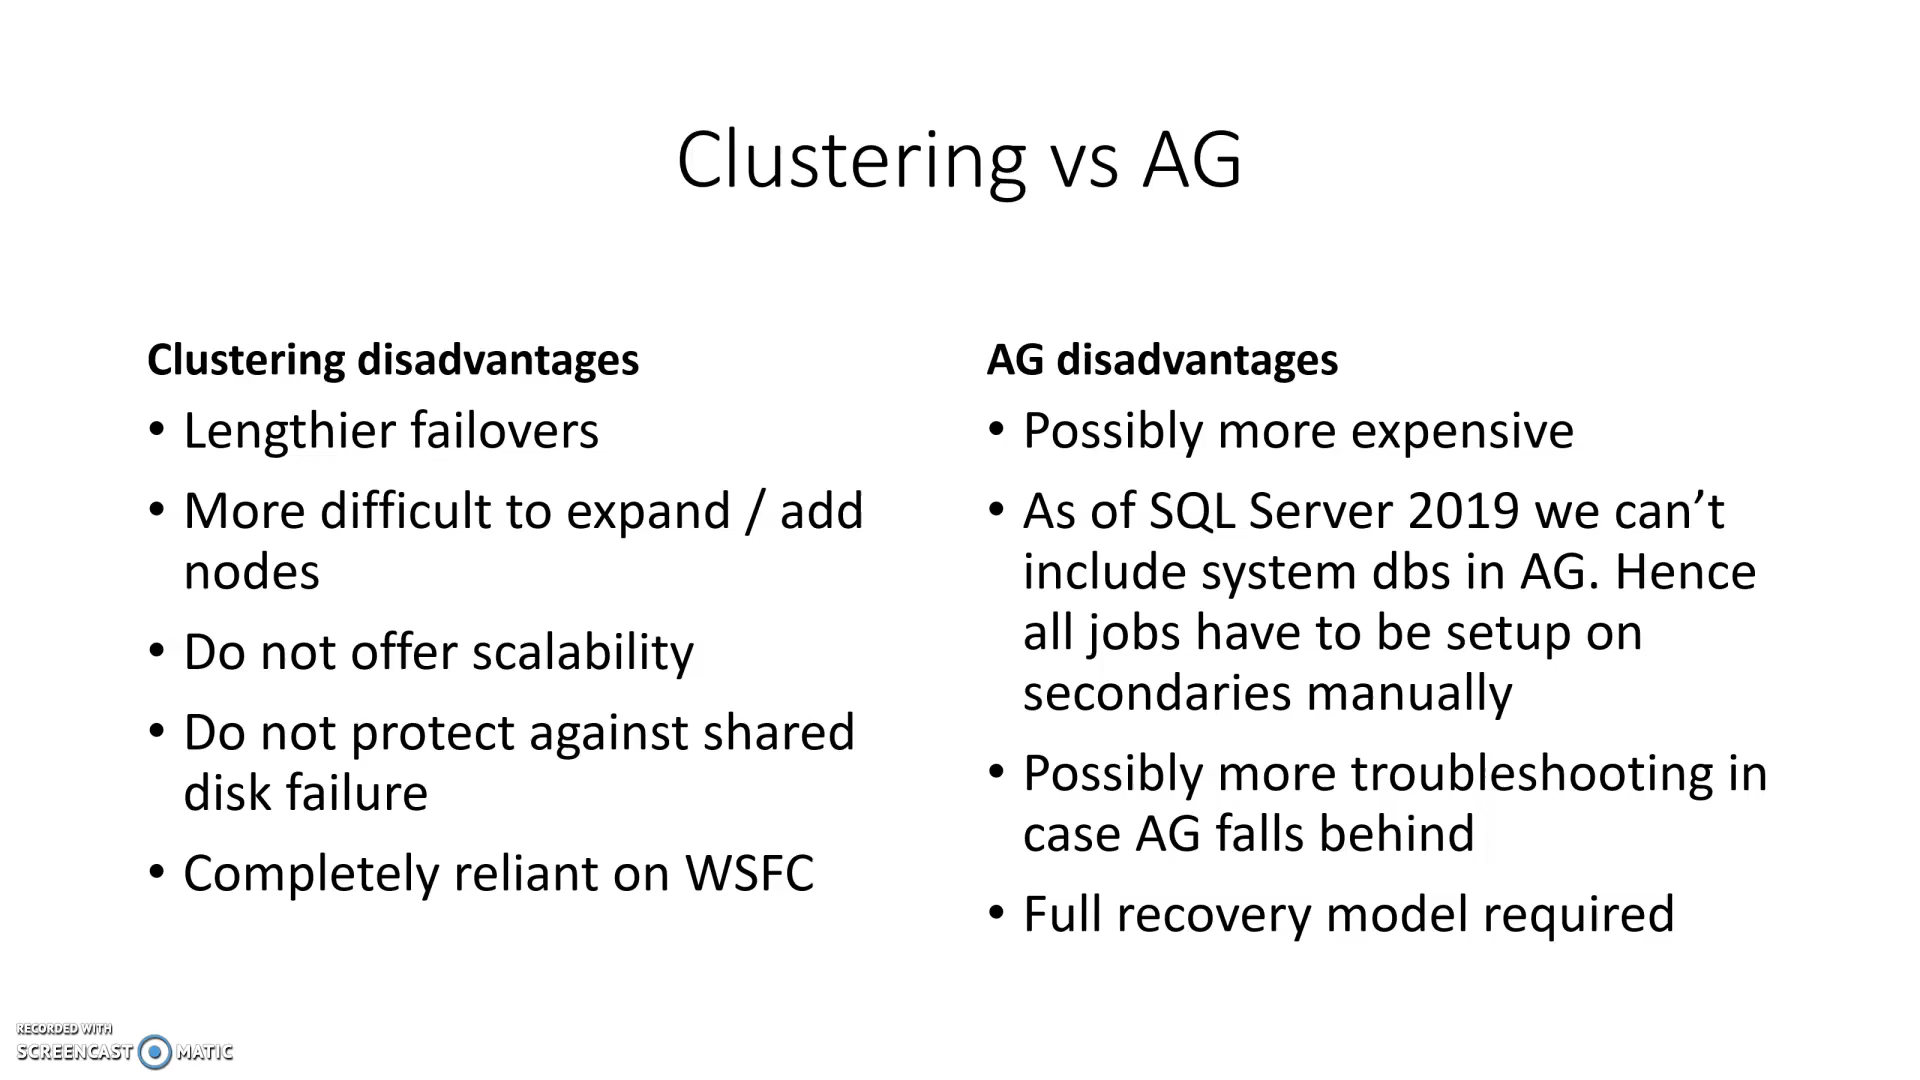 Clustering vs AG
Clustering disadvantages
• Lengthier failovers
• More difficult to expand / add
nodes
• Do not offer scalability
• Do not protect against shared
disk failure
• Completely reliant on WSFC
AG disadvantages
• Possibly more expensive
• As of SQL Server 2019 we can’t
include system dbs in AG. Hence
all jobs have to be setup on
secondaries manually
• Possibly more troubleshooting in
case AG falls behind
• Full recovery model required
RECORDED WITH
SCREENCAST MATIC